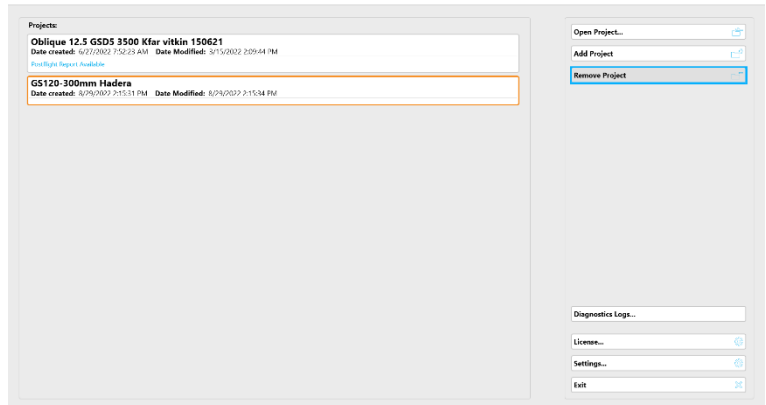 Projects:
Oblique 12.5 GSD5 3500 Kfar vitkin 150621
Date created: 6/27/2022 7:52:23 AM Date Modified: 3/15/2022 2:09:44 PM
Postflight Report Available
GS120-300mm Hadera
Date created: 8/29/2022 2:15:31 PM Date Modified: 8/29/2022 2:15:34 PM
Open Project...
Add Project
Remove Project
Diagnostics Logs...
License...
Settings...
Exit